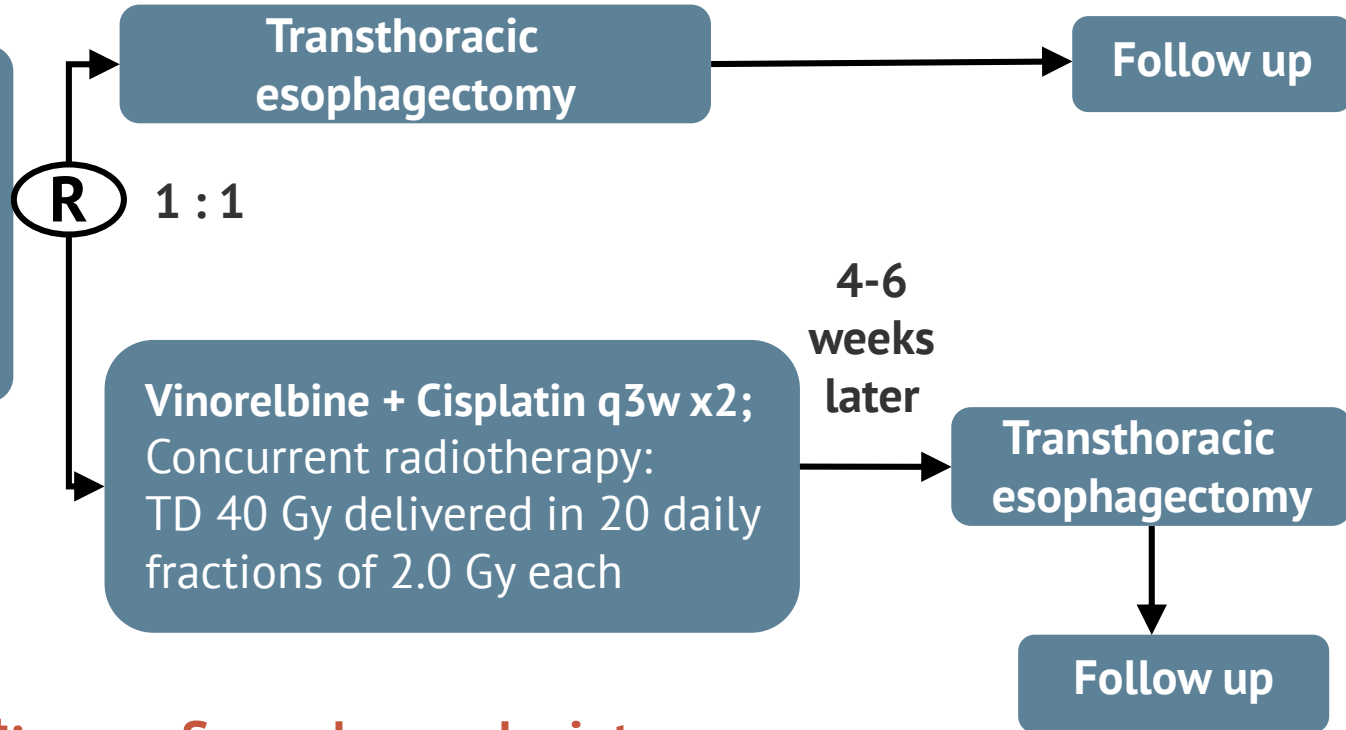 Transthoracic
esophagectomy
Follow up
R
1 : 1
4-6
weeks
later
Vinorelbine + Cisplatin q3w x2;
Concurrent radiotherapy:
TD 40 Gy delivered in 20 daily
fractions of 2.0 Gy each
Transthoracic
esophagectomy
Follow up